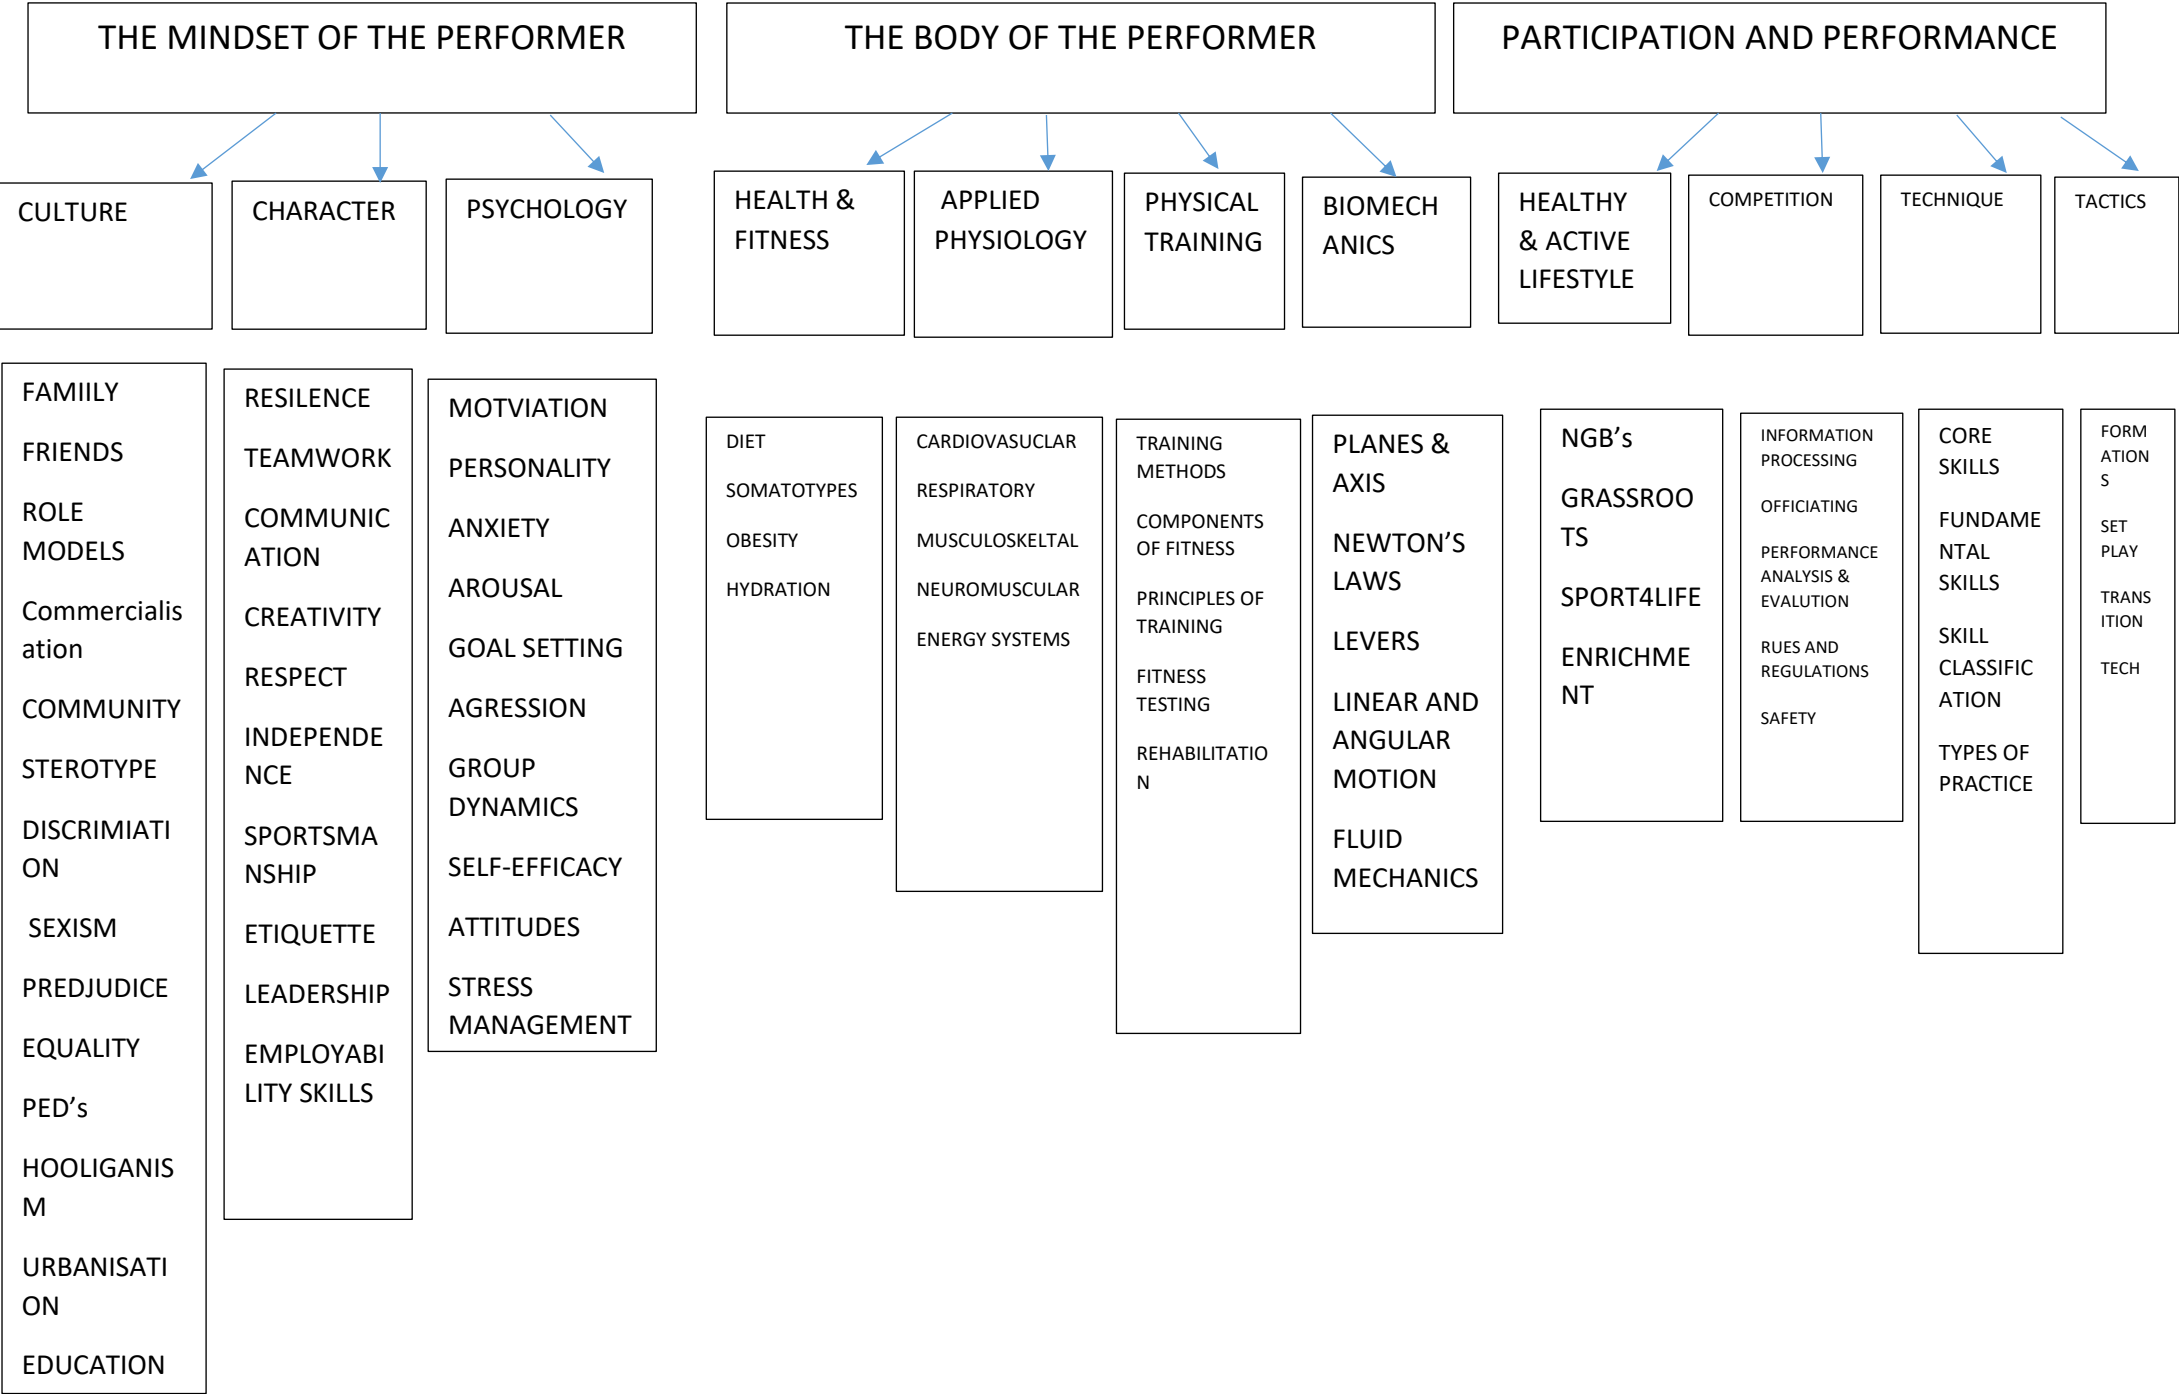 THE MINDSET OF THE PERFORMER
THE BODY OF THE PERFORMER
PARTICIPATION AND PERFORMANCE
CULTURE
CHARACTER
PSYCHOLOGY
HEALTH &
FITNESS
APPLIED
PHYSIOLOGY
PHYSICAL
TRAINING
BIOMECH
ANICS
HEALTHY
& ACTIVE
LIFESTYLE
COMPETITION
TECHNIQUE
TACTICS
FAMIILY
FRIENDS
ROLE
MODELS
Commercialis
ation
COMMUNITY
STEROTYPE
DISCRIMIATI
ON
SEXISM
PREDJUDICE
EQUALITY
PED’s
HOOLIGANIS
M
URBANISATI
ON
EDUCATION
RESILENCE
TEAMWORK
COMMUNIC
ATION
CREATIVITY
RESPECT
INDEPENDE
NCE
SPORTSMA
NSHIP
ETIQUETTE
LEADERSHIP
EMPLOYABI
LITY SKILLS
MOTVIATION
PERSONALITY
ANXIETY
AROUSAL
GOAL SETTING
AGRESSION
GROUP
DYNAMICS
SELF-EFFICACY
ATTITUDES
STRESS
MANAGEMENT
DIET
SOMATOTYPES
OBESITY
HYDRATION
CARDIOVASUCLAR
RESPIRATORY
MUSCULOSKELTAL
NEUROMUSCULAR
ENERGY SYSTEMS
TRAINING
METHODS
COMPONENTS
OF FITNESS
PRINCIPLES OF
TRAINING
FITNESS
TESTING
REHABILITATIO
N
PLANES &
AXIS
NEWTON’S
LAWS
LEVERS
LINEAR AND
ANGULAR
MOTION
FLUID
MECHANICS
NGB’s
GRASSROO
TS
SPORT4LIFE
ENRICHME
NT
INFORMATION
PROCESSING
OFFICIATING
PERFORMANCE
ANALYSIS &
EVALUTION
RUES AND
REGULATIONS
SAFETY
CORE
SKILLS
FUNDAME
NTAL
SKILLS
SKILL
CLASSIFIC
ATION
TYPES OF
PRACTICE
FORM
ATION
S
SET
PLAY
TRANS
ITION
TECH